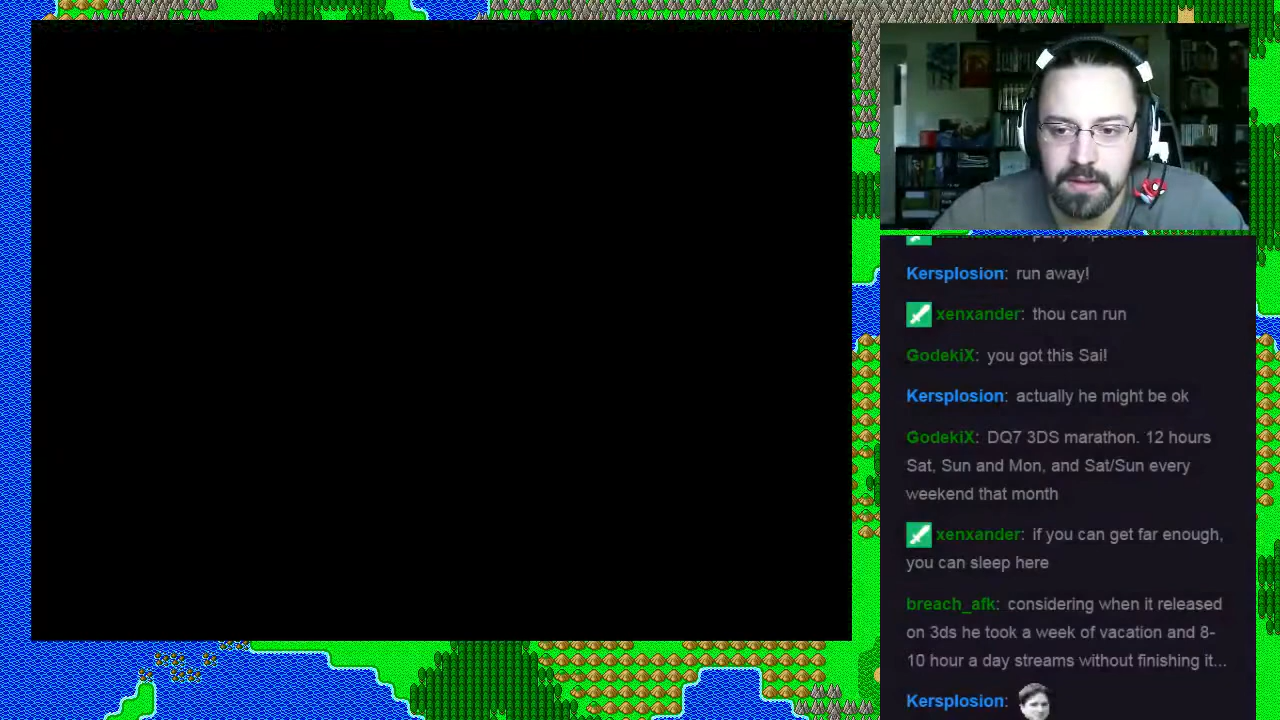 Kersplosion: run away!
xenxander: thou can run
GodekiX: you got this Sai!
Kersplosion: actually he might be ok
GodekiX: DQ7 3DS marathon. 12 hours
Sat, Sun and Mon, and Sat/Sun every
weekend that month
xenxander: if you can get far enough,
you can sleep here
breach_afk: considering when it released
on 3ds he took a week of vacation and 8-
10 hour a day streams without finishing it...
Kersplosion: